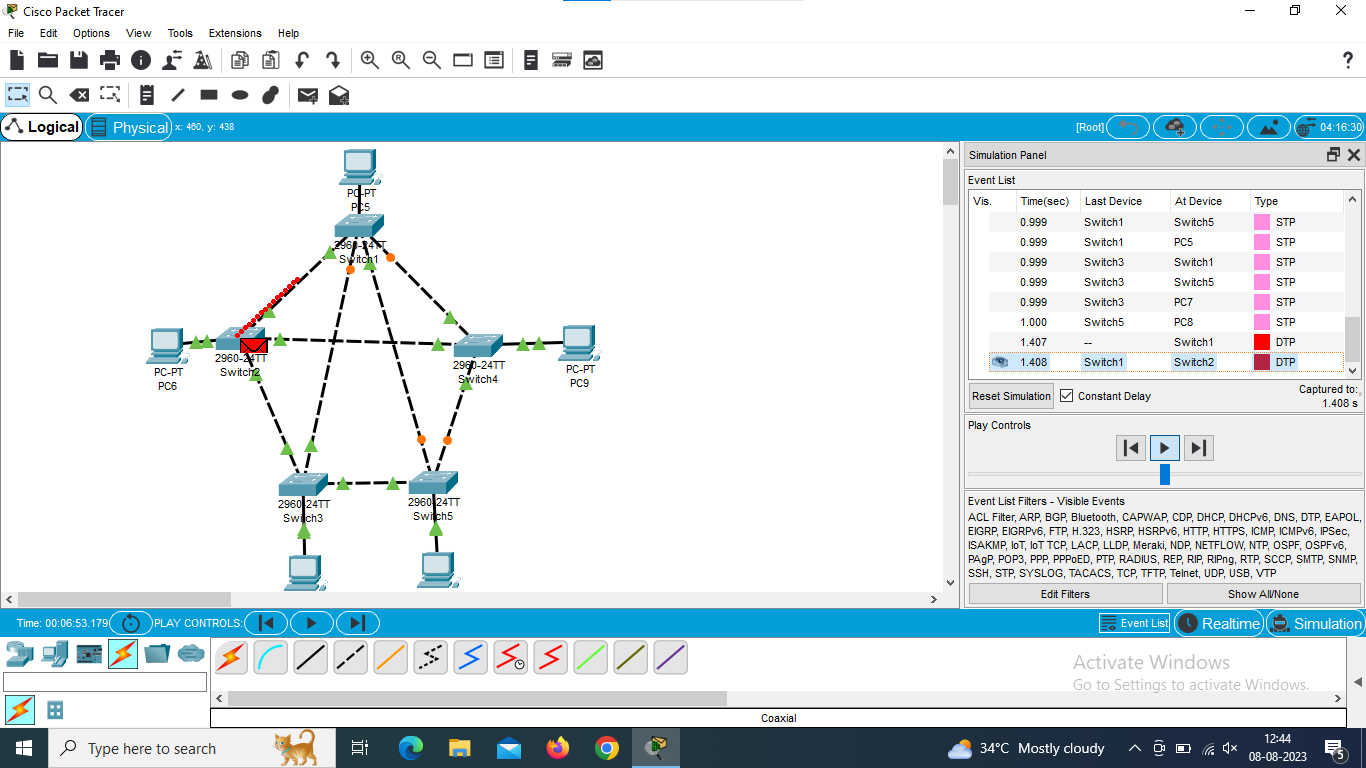 Cisco Packet Tracer
File Edit Options View Tools Extensions Help
?
Logical
Physical
x: 460, y: 438
[Root]
04:16:30
PC-PT
PC5
2960-24TT
Switch1
PC-PT
PC6
2960-24TT
Switch2
2960-24TT
Switch4
PC-PT
PC9
2960-24TT
Switch3
2960-24TT
Switch5
Simulation Panel
Event List
Vis. Time(sec) Last Device At Device Type
0.999 Switch1 Switch5 STP
0.999 Switch1 PC5 STP
0.999 Switch3 Switch1 STP
0.999 Switch3 Switch5 STP
0.999 Switch3 PC7 STP
1.000 Switch5 PC8 STP
1.407 -- Switch1 DTP
1.408 Switch1 Switch2 DTP
Reset Simulation
Constant Delay
Captured to:
1.408 s
Play Controls
Event List Filters - Visible Events
ACL Filter, ARP, BGP, Bluetooth, CAPWAP, CDP, DHCP, DHCPv6, DNS, DTP, EAPOL,
EIGRP, EIGRPv6, FTP, H.323, HSRP, HSRPv6, HTTP, HTTPS, ICMP, ICMPv6, IPSec,
ISAKMP, IoT, IoT TCP, LACP, LLDP, Meraki, NDP, NETFLOW, NTP, OSPF, OSPFv6,
PAgP, POP3, PPP, PPPoED, PTP, RADIUS, REP, RIP, RIPng, RTP, SCCP, SMTP, SNMP,
SSH, STP, SYSLOG, TACACS, TCP, TFTP, Telnet, UDP, USB, VTP
Edit Filters
Show All/None
Time: 00:06:53.179
PLAY CONTROLS:
Event List
Realtime
Simulation
Activate Windows
Go to Settings to activate Windows.
Coaxial
Type here to search
34°C Mostly cloudy
12:44
08-08-2023
5